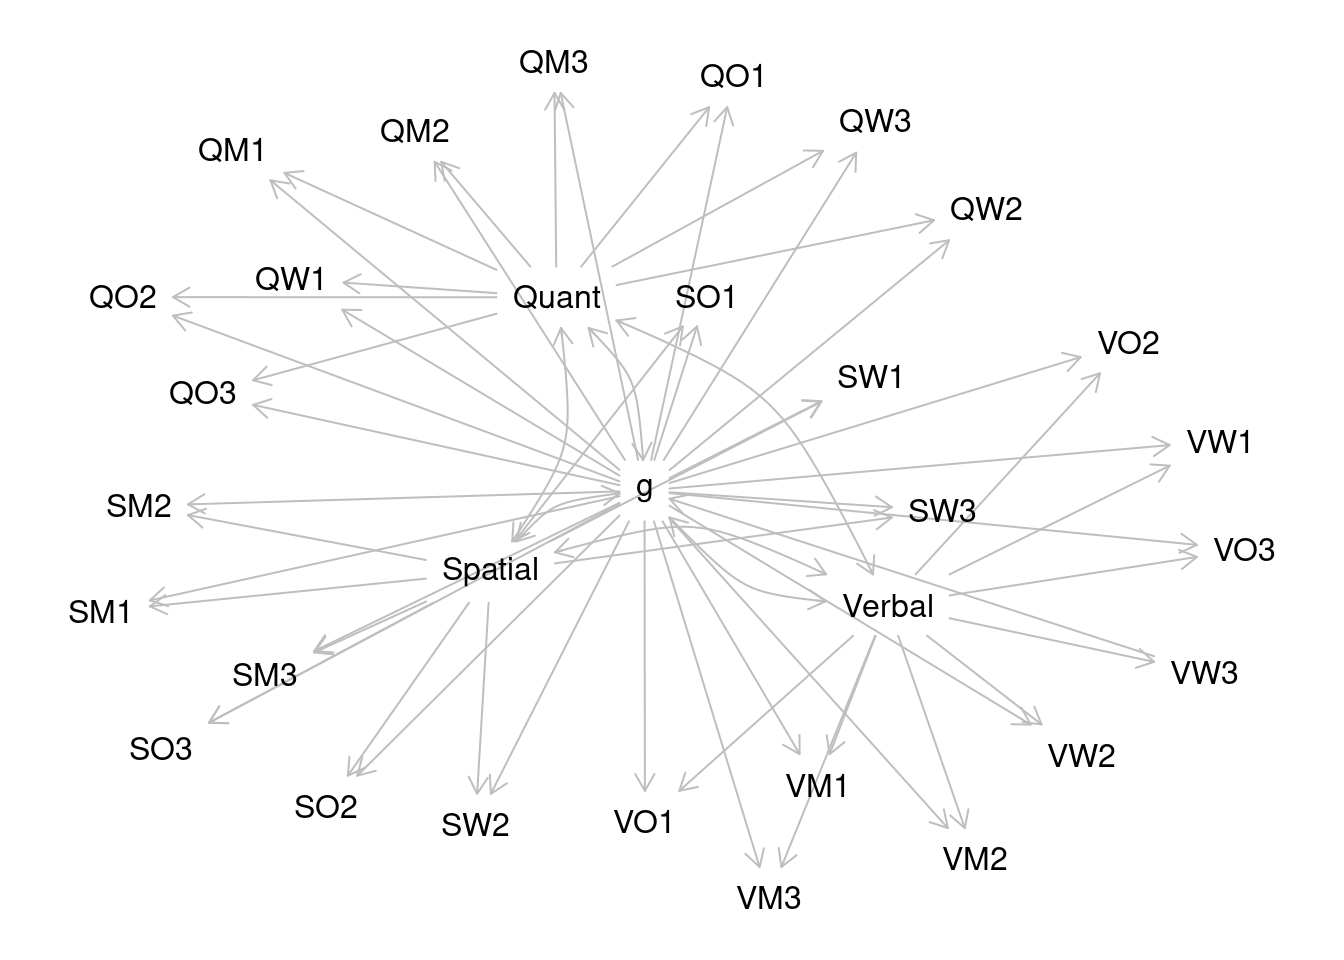 QM3
QO1
QW3
QM2
QM1
QW2
QW1
QO2
Quant
SO1
VO2
SW1
QO3
VW1
g
SM2
SW3
VO3
Spatial
Verbal
SM1
SM3
VW3
SO3
VW2
VM1
SO2
VO1
SW2
VM2
VM3